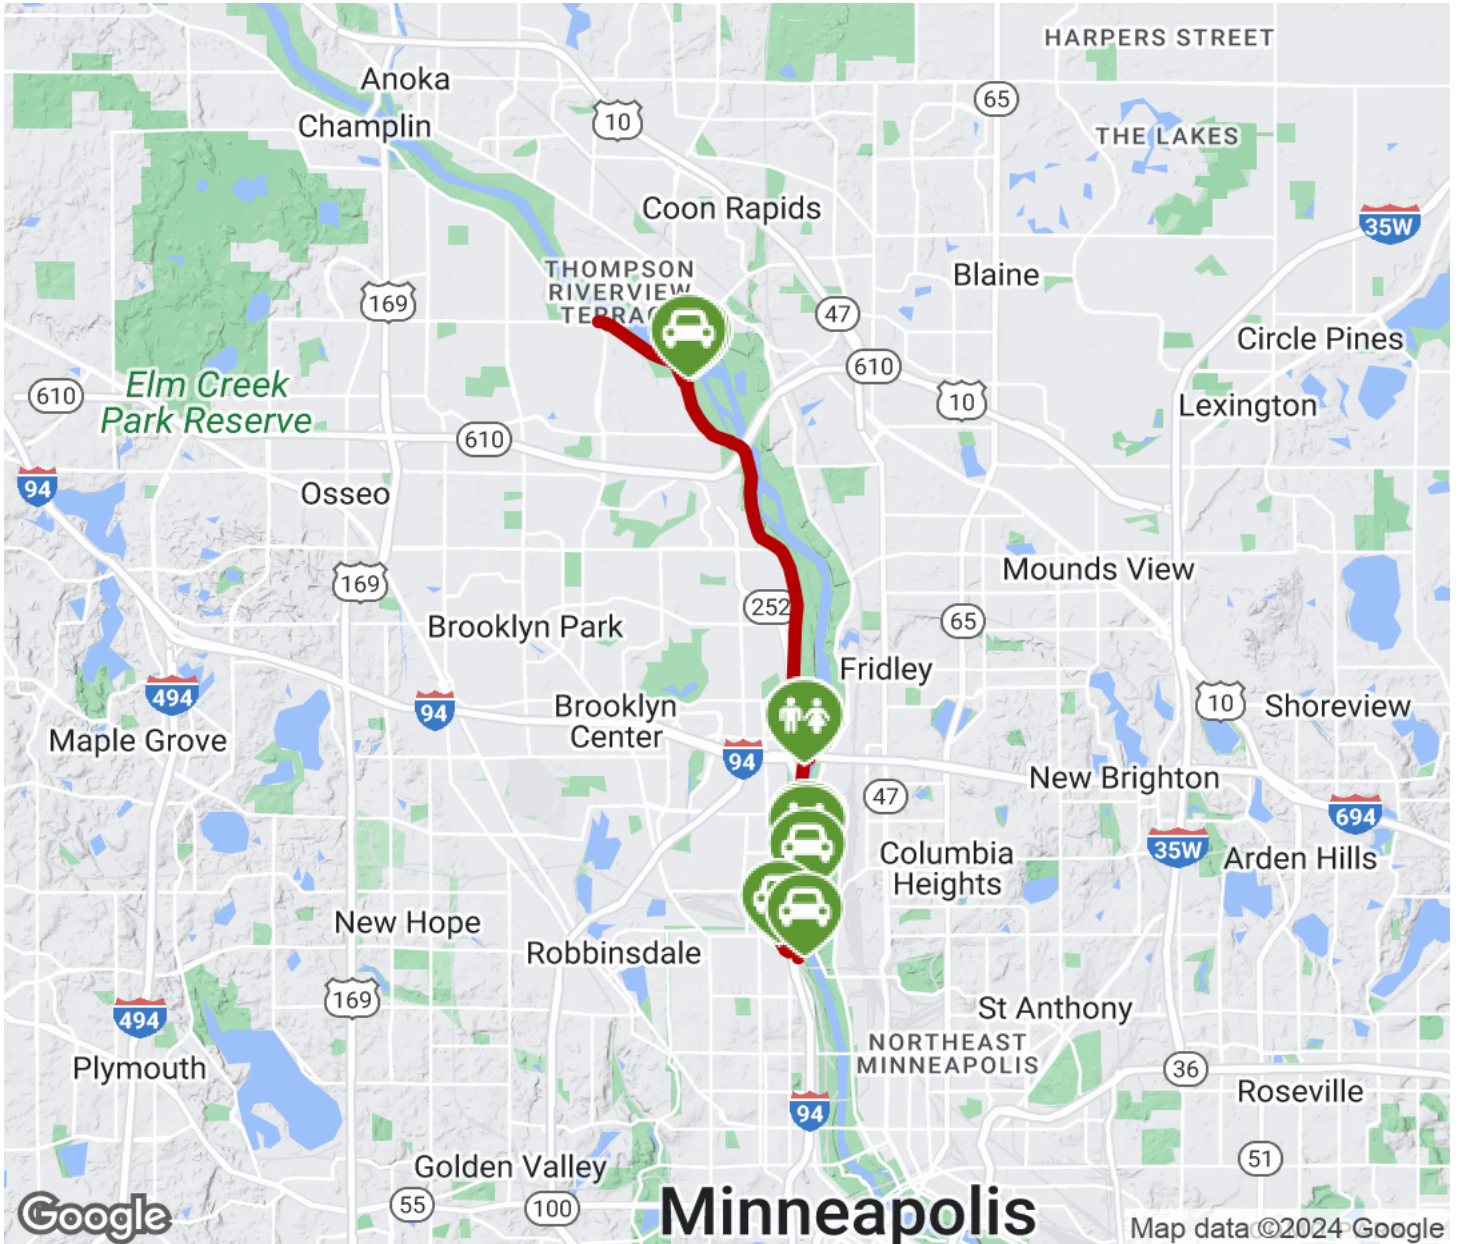 HARPERS STREET
Anoka
65
10
Champlin
THE LAKES
Coon Rapids
35W
THOMPSON
RIVERVIEW
Blaine
169
47
Circle Pines
610
Elm Creek
Park Reserve
610
10
Lexington
610
94
Osseo
Mounds View
169
252
65
Brooklyn Park
Fridley
494
94
Brooklyn
Center
10
Shoreview
Maple Grove
94
New Brighton
47
694
35W
Columbia
Heights
Arden Hills
New Hope
Robbinsdale
169
494
St Anthony
NORTHEAST
MINNEAPOLIS
Plymouth
36
Roseville
94
Golden Valley
51
55
100
Minneapolis
Google
Map data ©2024 Google